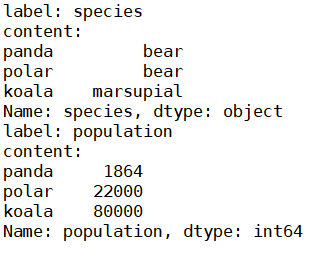 label: species
content:
panda         bear
polar         bear
koala    marsupial
Name: species, dtype: object
label: population
content:
panda     1864
polar    22000
koala    80000
Name: population, dtype: int64